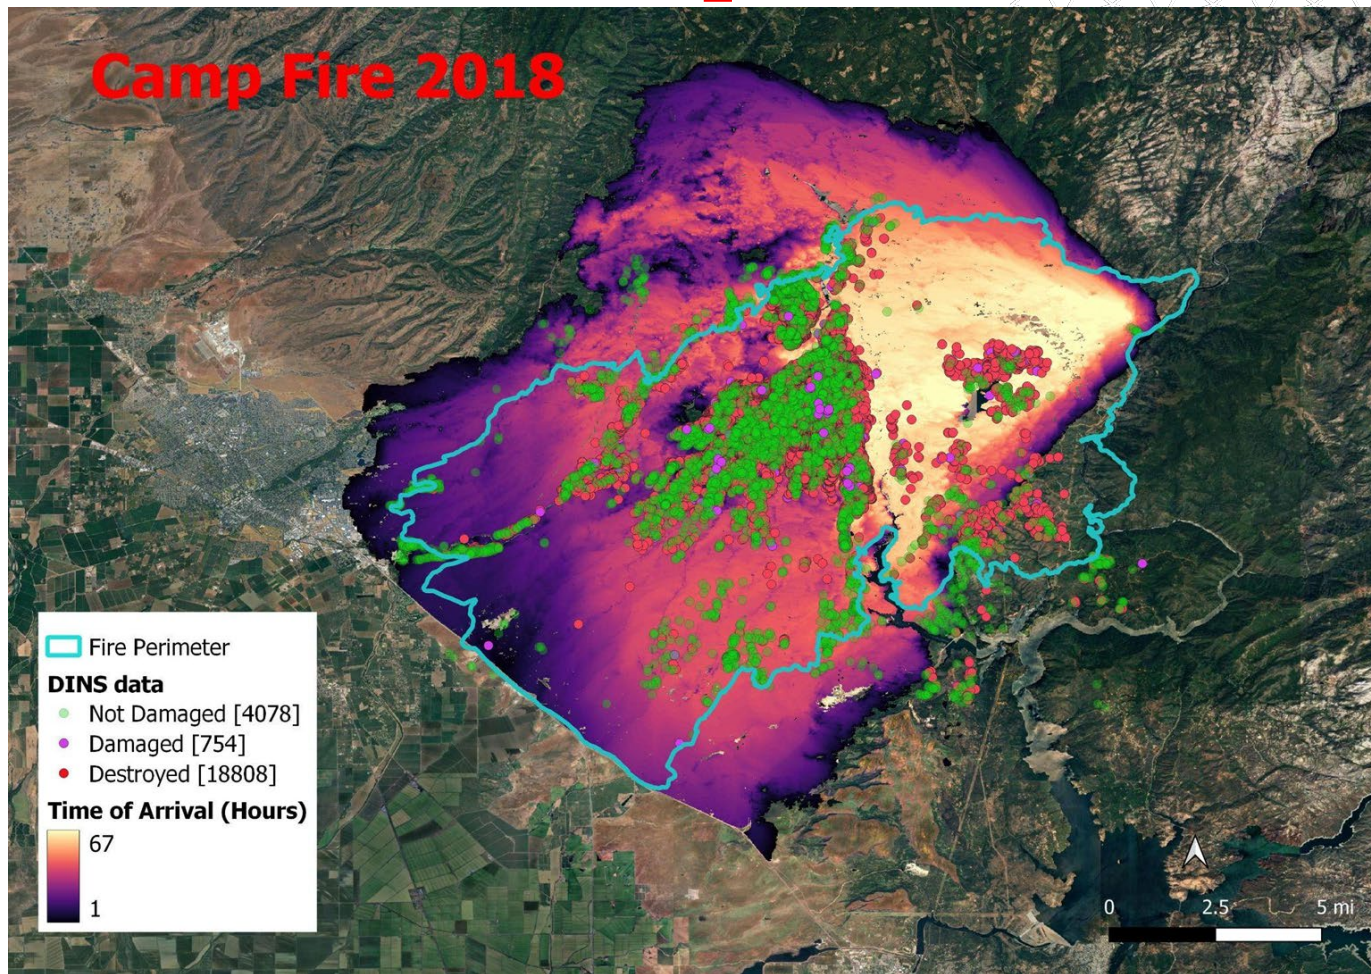 Camp Fire 2018
Fire Perimeter
DINS data
Not Damaged [4078]
Damaged [754]
Destroyed [18808]
Time of Arrival (Hours)
67
1
0 2.5 5 mi